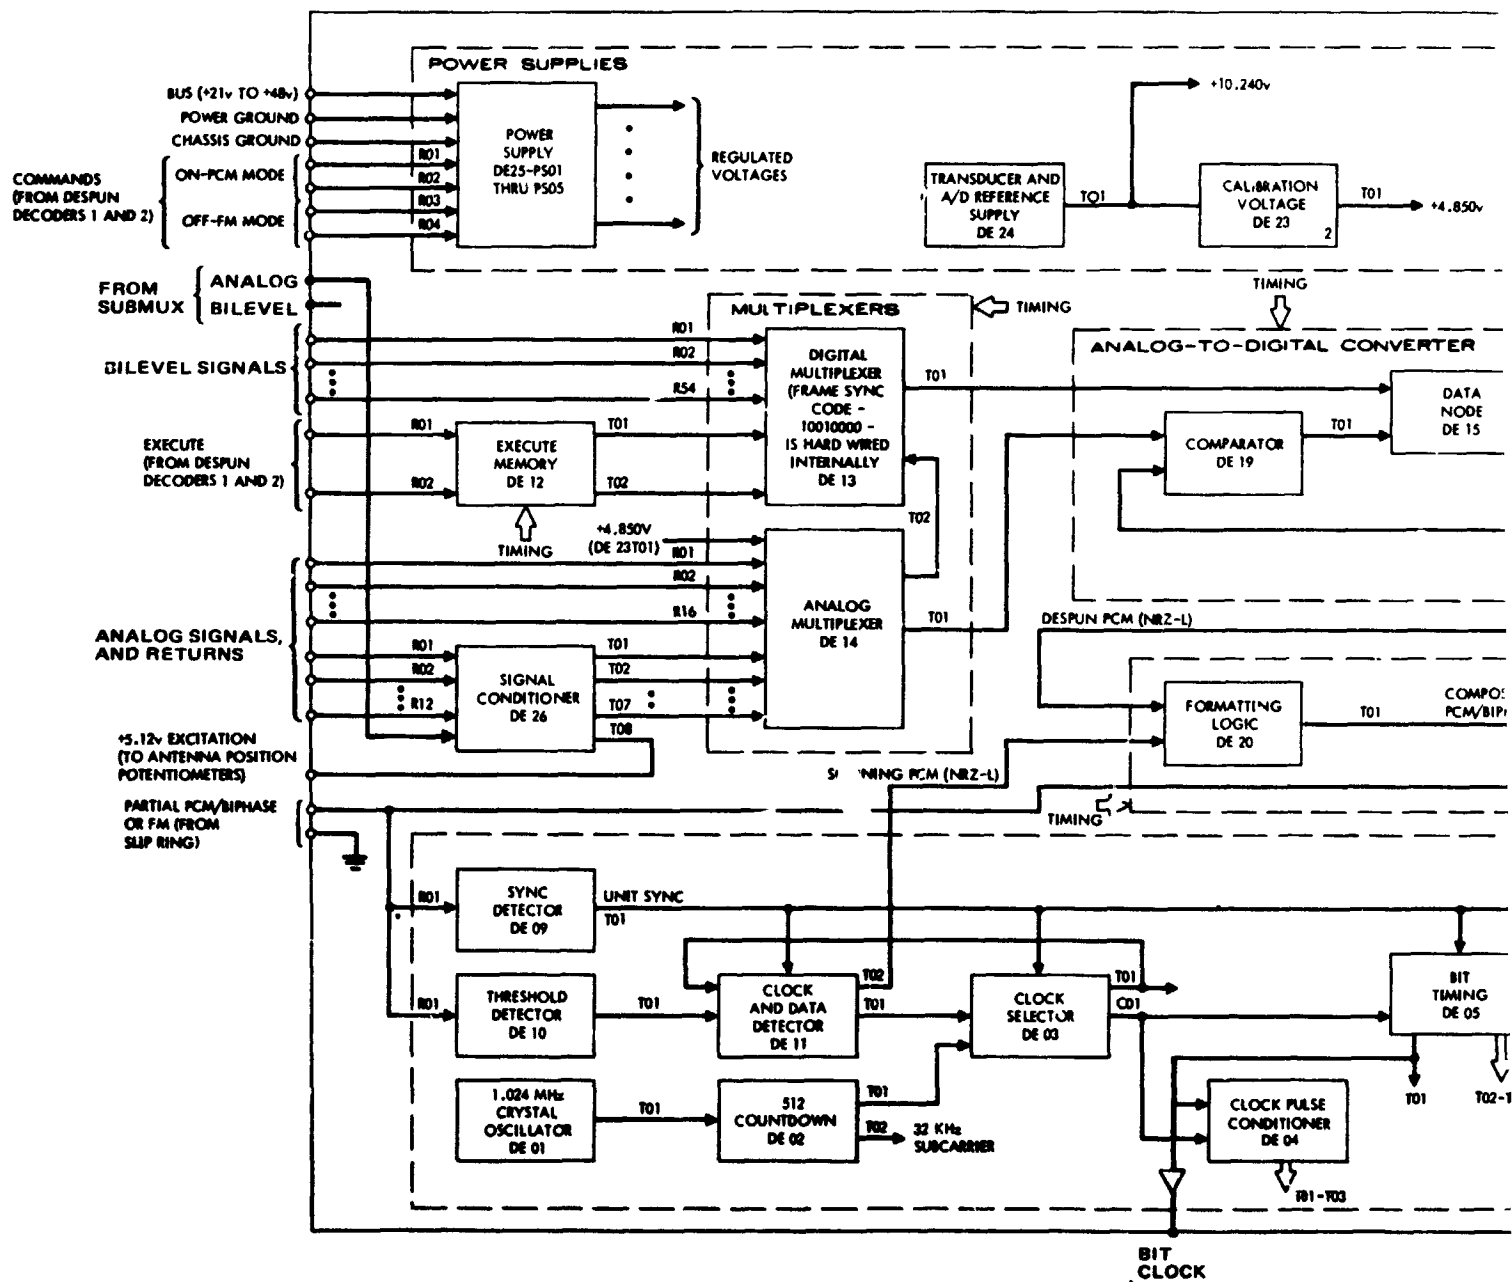 POWER SUPPLIES
BUS (+21v TO +48v)
POWER GROUND
CHASSIS GROUND
COMMANDS
(FROM DESPUN
DECODERS 1 AND 2)
ON-PCM MODE
OFF-FM MODE
R01
R02
R03
R04
POWER
SUPPLY
DE25-PS01
THRU PS05
REGULATED
VOLTAGES
+10.240v
TRANSDUCER AND
A/D REFERENCE
SUPPLY
DE 24
T01
CALIBRATION
VOLTAGE
DE 23
2
T01
+4.850v
FROM
SUBMUX
ANALOG
BILEVEL
MULTIPLEXERS
TIMING
TIMING
ANALOG-TO-DIGITAL CONVERTER
BILEVEL SIGNALS
R01
R02
R54
DIGITAL
MULTIPLEXER
(FRAME SYNC
CODE -
10010000 -
IS HARD WIRED
INTERNALLY
DE 13
T01
DATA
NODE
DE 15
COMPARATOR
DE 19
T01
EXECUTE
(FROM DESPUN
DECODERS 1 AND 2)
R01
R02
EXECUTE
MEMORY
DE 12
T01
T02
TIMING
T02
+4.850V
(DE 23T01)
R01
R02
R16
ANALOG
MULTIPLEXER
DE 14
T01
ANALOG SIGNALS,
AND RETURNS
R01
R02
R12
SIGNAL
CONDITIONER
DE 26
T01
T02
T07
T08
DESPUN PCM (NRZ-L)
FORMATTING
LOGIC
DE 20
T01
COMPOS
PCM/BIP
+5.12v EXCITATION
(TO ANTENNA POSITION
POTENTIOMETERS)
PCM (NRZ-L)
PARTIAL PCM/BIPHASE
OR FM (FROM
SLIP RING)
TIMING
R01
SYNC
DETECTOR
DE 09
UNIT SYNC
T01
R01
THRESHOLD
DETECTOR
DE 10
T01
CLOCK
AND DATA
DETECTOR
DE 11
T02
T01
CLOCK
SELECTOR
DE 03
T01
C01
BIT
TIMING
DE 05
T01
T02-T
1.024 MHz
CRYSTAL
OSCILLATOR
DE 01
T01
512
COUNTDOWN
DE 02
T01
T02
32 KHz
SUBCARRIER
CLOCK PULSE
CONDITIONER
DE 04
T01-T03
BIT
CLOCK